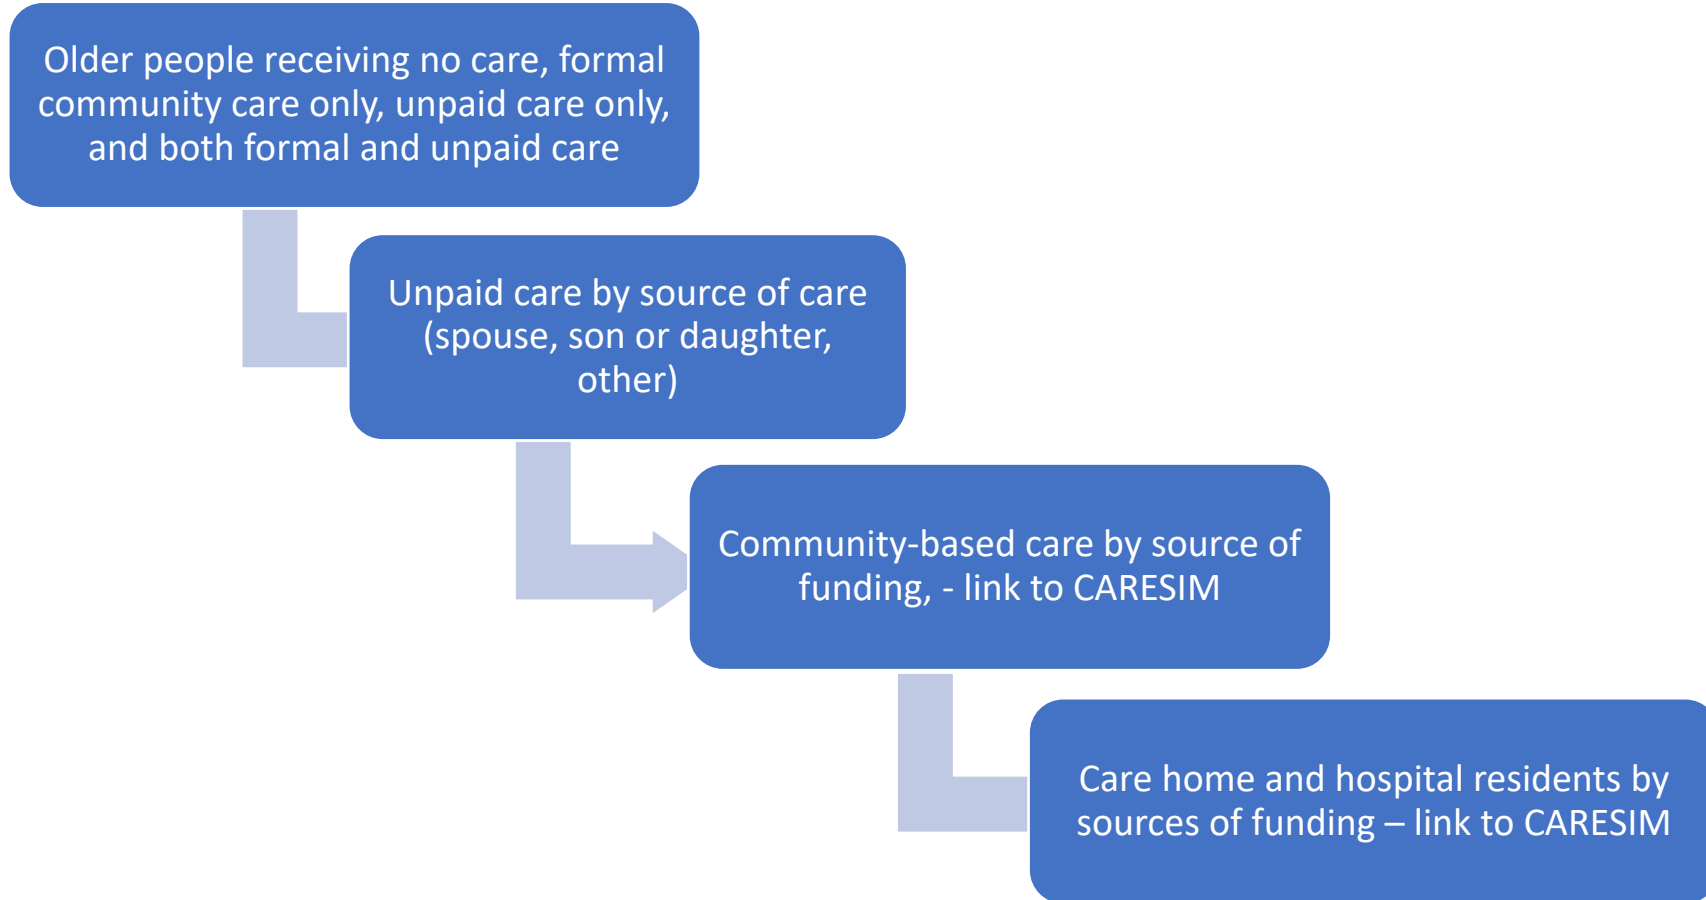 Older people receiving no care, formal
community care only, unpaid care only,
and both formal and unpaid care
Unpaid care by source of care
(spouse, son or daughter,
other)
Community-based care by source of
funding, - link to CARESIM
Care home and hospital residents by
sources of funding – link to CARESIM